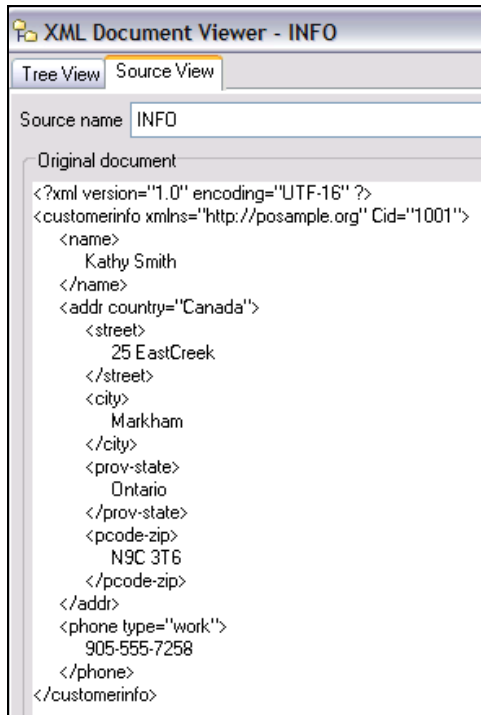 XML Document Viewer - INFO
Tree View Source View
Source name INFO
Original document
<?xml version="1.0" encoding="UTF-16" ?>
<customerinfo xmlns="http://posample.org" Cid="1001">
<name>
Kathy Smith
</name>
<addr country="Canada">
<street>
25 EastCreek
</street>
<city>
Markham
</city>
<prov-state>
Ontario
</prov-state>
<pcode-zip>
N9C 3T6
</pcode-zip>
</addr>
<phone type="work">
905-555-7258
</phone>
</customerinfo>